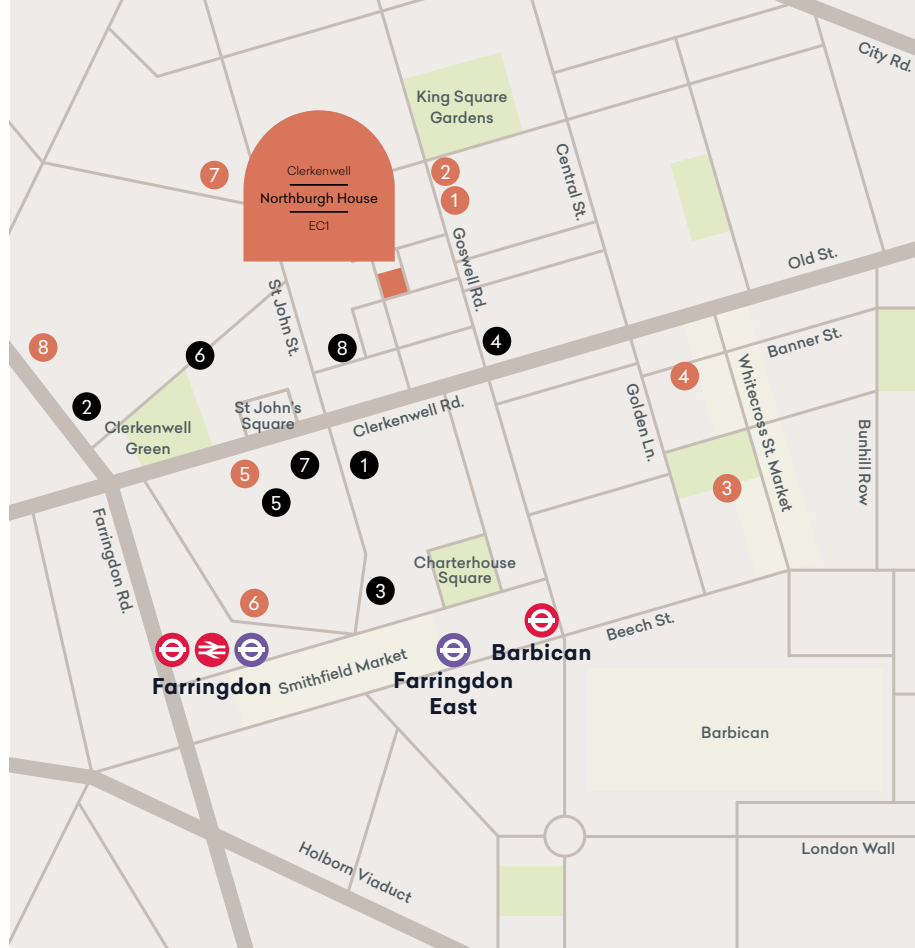 City Rd.
King Square
Gardens
Central St.
7
Clerkenwell
Northburgh House
EC1
2
1
Goswell Rd.
Old St.
St John St.
8
6
8
4
Banner St.
2
4
Whitecross St. Market
Golden Ln.
St John's
Square
Clerkenwell Rd.
Clerkenwell
Green
5
7
1
5
3
Bunhill Row
Farringdon Rd.
Charterhouse
Square
3
6
Beech St.
Barbican
Farringdon
Smithfield Market
Farringdon
East
Barbican
London Wall
Holborn Viaduct